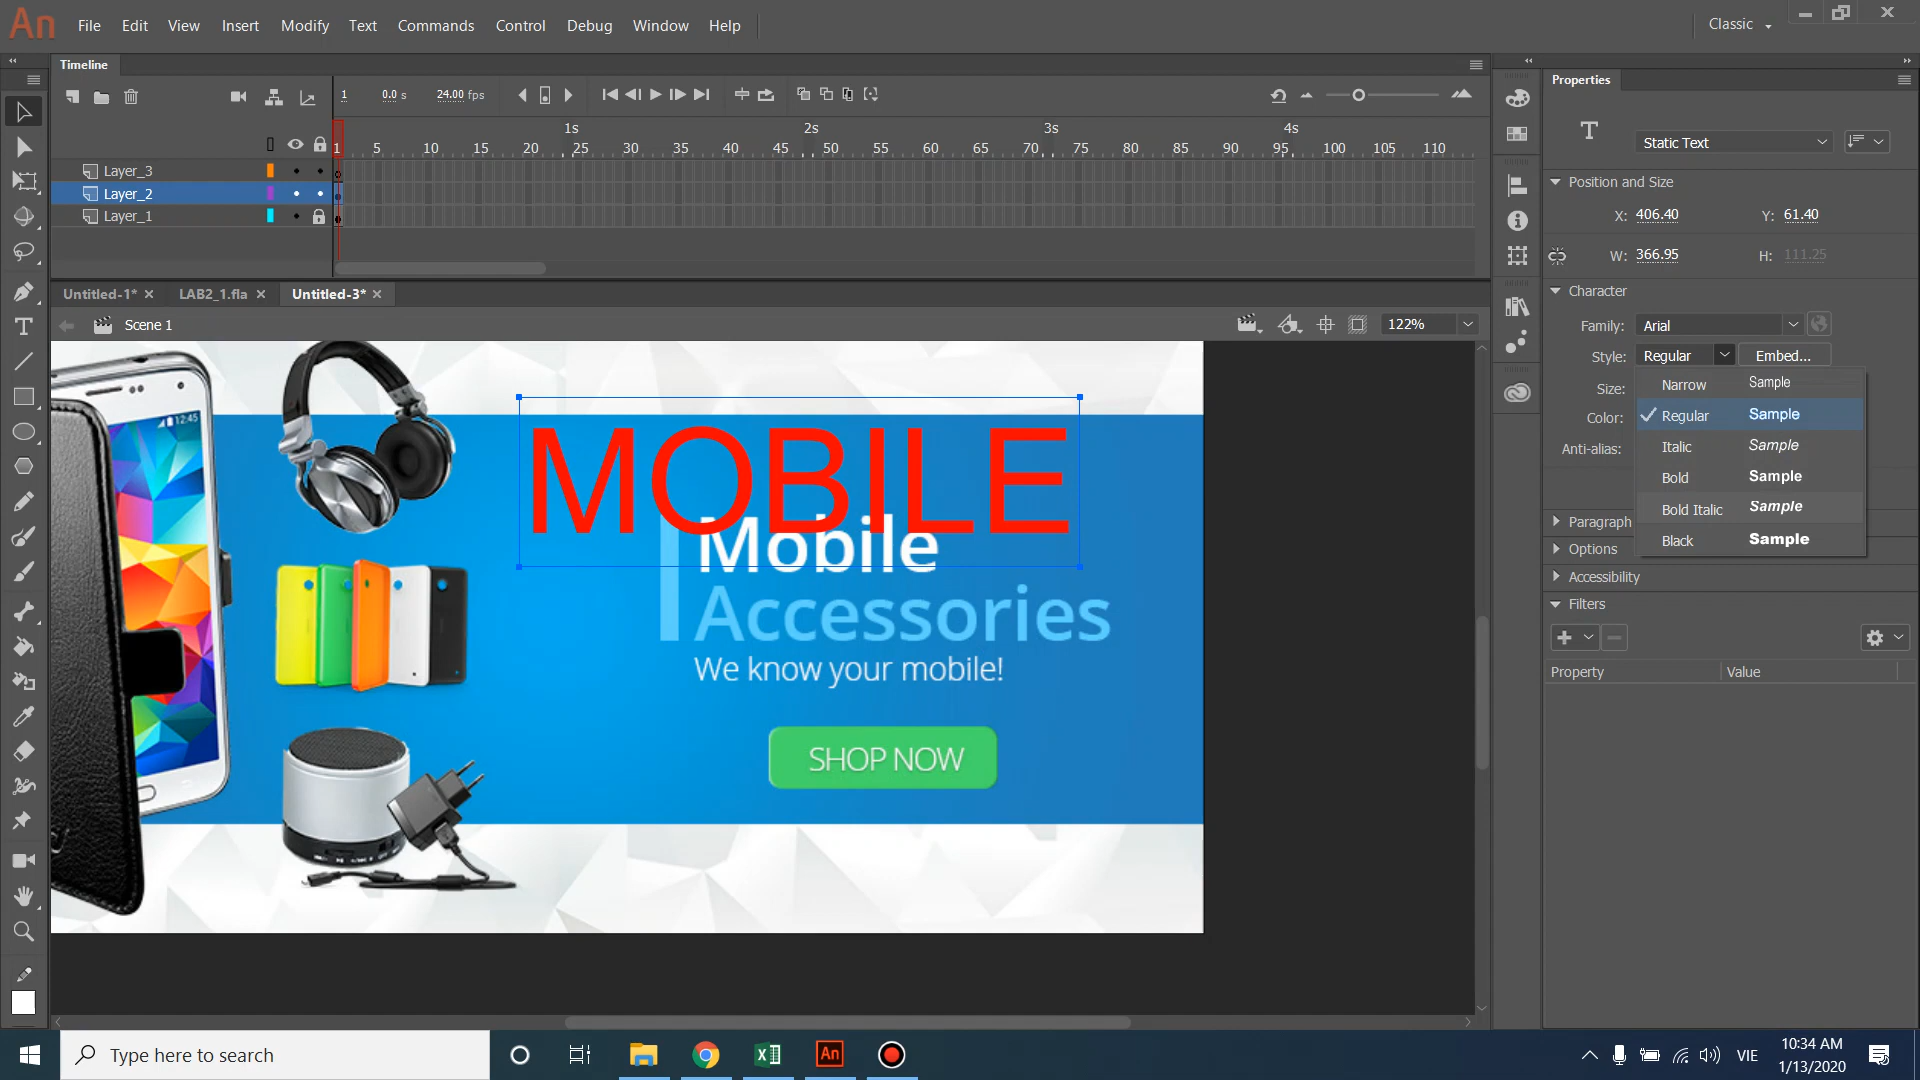 An File Edit View Insert Modify Text Commands Control Debug Window Help Classic
Timeline
1 0.0 s 24.00 fps
1s 2s 3s 4s
1 5 10 15 20 25 30 35 40 45 50 55 60 65 70 75 80 85 90 95 100 105 110
Layer_3
Layer_2
Layer_1
Untitled-1* LAB2_1.fla Untitled-3*
Scene 1 122%
12:45
MOBILE
Mobile
Accessories
We know your mobile!
SHOP NOW
Properties
T Static Text
Position and Size
X: 406.40 Y: 61.40
W: 366.95 H: 111.25
Character
Family: Arial
Style: Regular Embed...
Size:
Color:
Anti-alias:
Narrow Sample
Regular Sample
Italic Sample
Bold Sample
Bold Italic Sample
Black Sample
Paragraph
Options
Accessibility
Filters
Property Value
Type here to search
An
VIE
10:34 AM
1/13/2020